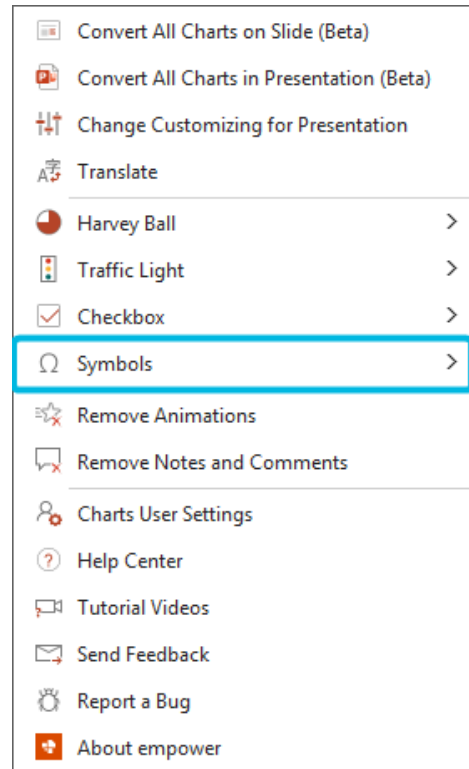 Convert All Charts on Slide (Beta)
Convert All Charts in Presentation (Beta)
Change Customizing for Presentation
Translate
Harvey Ball
Traffic Light
Checkbox
Symbols
Remove Animations
Remove Notes and Comments
Charts User Settings
Help Center
Tutorial Videos
Send Feedback
Report a Bug
About empower